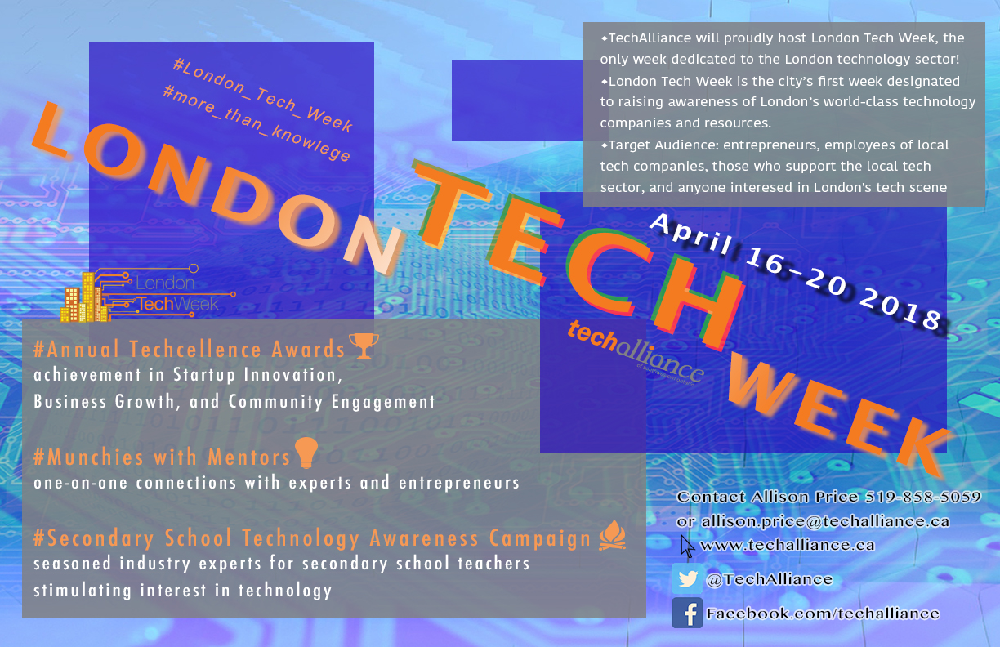 #London_Tech_Week
#more_than_knowlege
LONDON TECH WEEK
April 16-20 2018
◆TechAlliance will proudly host London Tech Week, the
only week dedicated to the London technology sector!
◆London Tech Week is the city’s first week designated
to raising awareness of London’s world-class technology
companies and resources.
◆Target Audience: entrepreneurs, employees of local
tech companies, those who support the local tech
sector, and anyone interesed in London's tech scene
London
TechWeek
techalliance
of southwestern ontario
#Annual Techcellence Awards
achievement in Startup Innovation,
Business Growth, and Community Engagement
#Munchies with Mentors
one-on-one connections with experts and entrepreneurs
#Secondary School Technology Awareness Campaign
seasoned industry experts for secondary school teachers
stimulating interest in technology
Contact Allison Price 519-858-5059
or allison.price@techalliance.ca
www.techalliance.ca
@TechAlliance
Facebook.com/techalliance